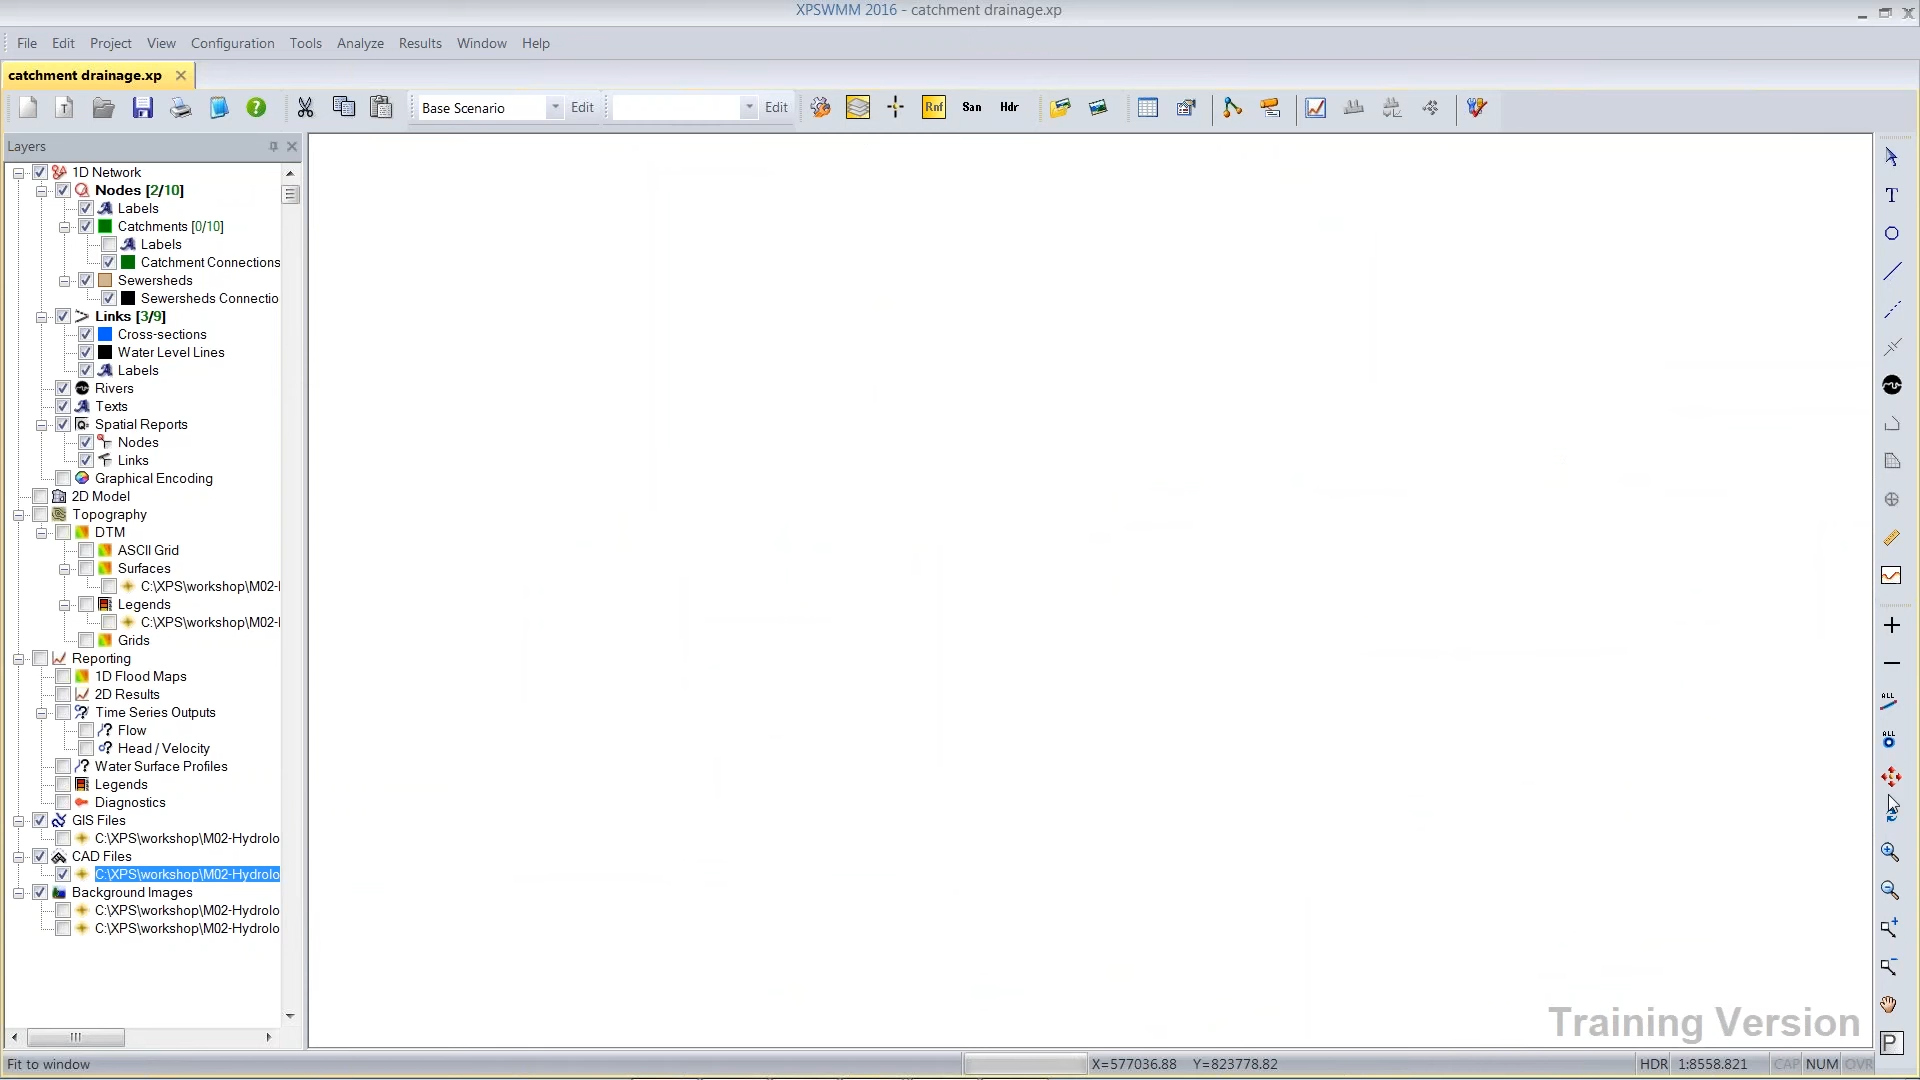 XPSWMM 2016 - catchment drainage.xp
File Edit Project View Configuration Tools Analyze Results Window Help
catchment drainage.xp
Base Scenario Edit Edit Rnf San Hdr
Layers
1D Network
Nodes [2/10]
Labels
Catchments [0/10]
Labels
Catchment Connections
Sewersheds
Sewersheds Connectio
Links [3/9]
Cross-sections
Water Level Lines
Labels
Rivers
Texts
Spatial Reports
Nodes
Links
Graphical Encoding
2D Model
Topography
DTM
ASCII Grid
Surfaces
C:\XPS\workshop\M02-
Legends
C:\XPS\workshop\M02-
Grids
Reporting
1D Flood Maps
2D Results
Time Series Outputs
Flow
Head / Velocity
Water Surface Profiles
Legends
Diagnostics
GIS Files
C:\XPS\workshop\M02-Hydrolo
CAD Files
C:\XPS\workshop\M02-Hydrolo
Background Images
C:\XPS\workshop\M02-Hydrolo
C:\XPS\workshop\M02-Hydrolo
T
ALL
ALL
P
Training Version
Fit to window X=577036.88 Y=823778.82 HDR 1:8558.821 CAP NUM OVR